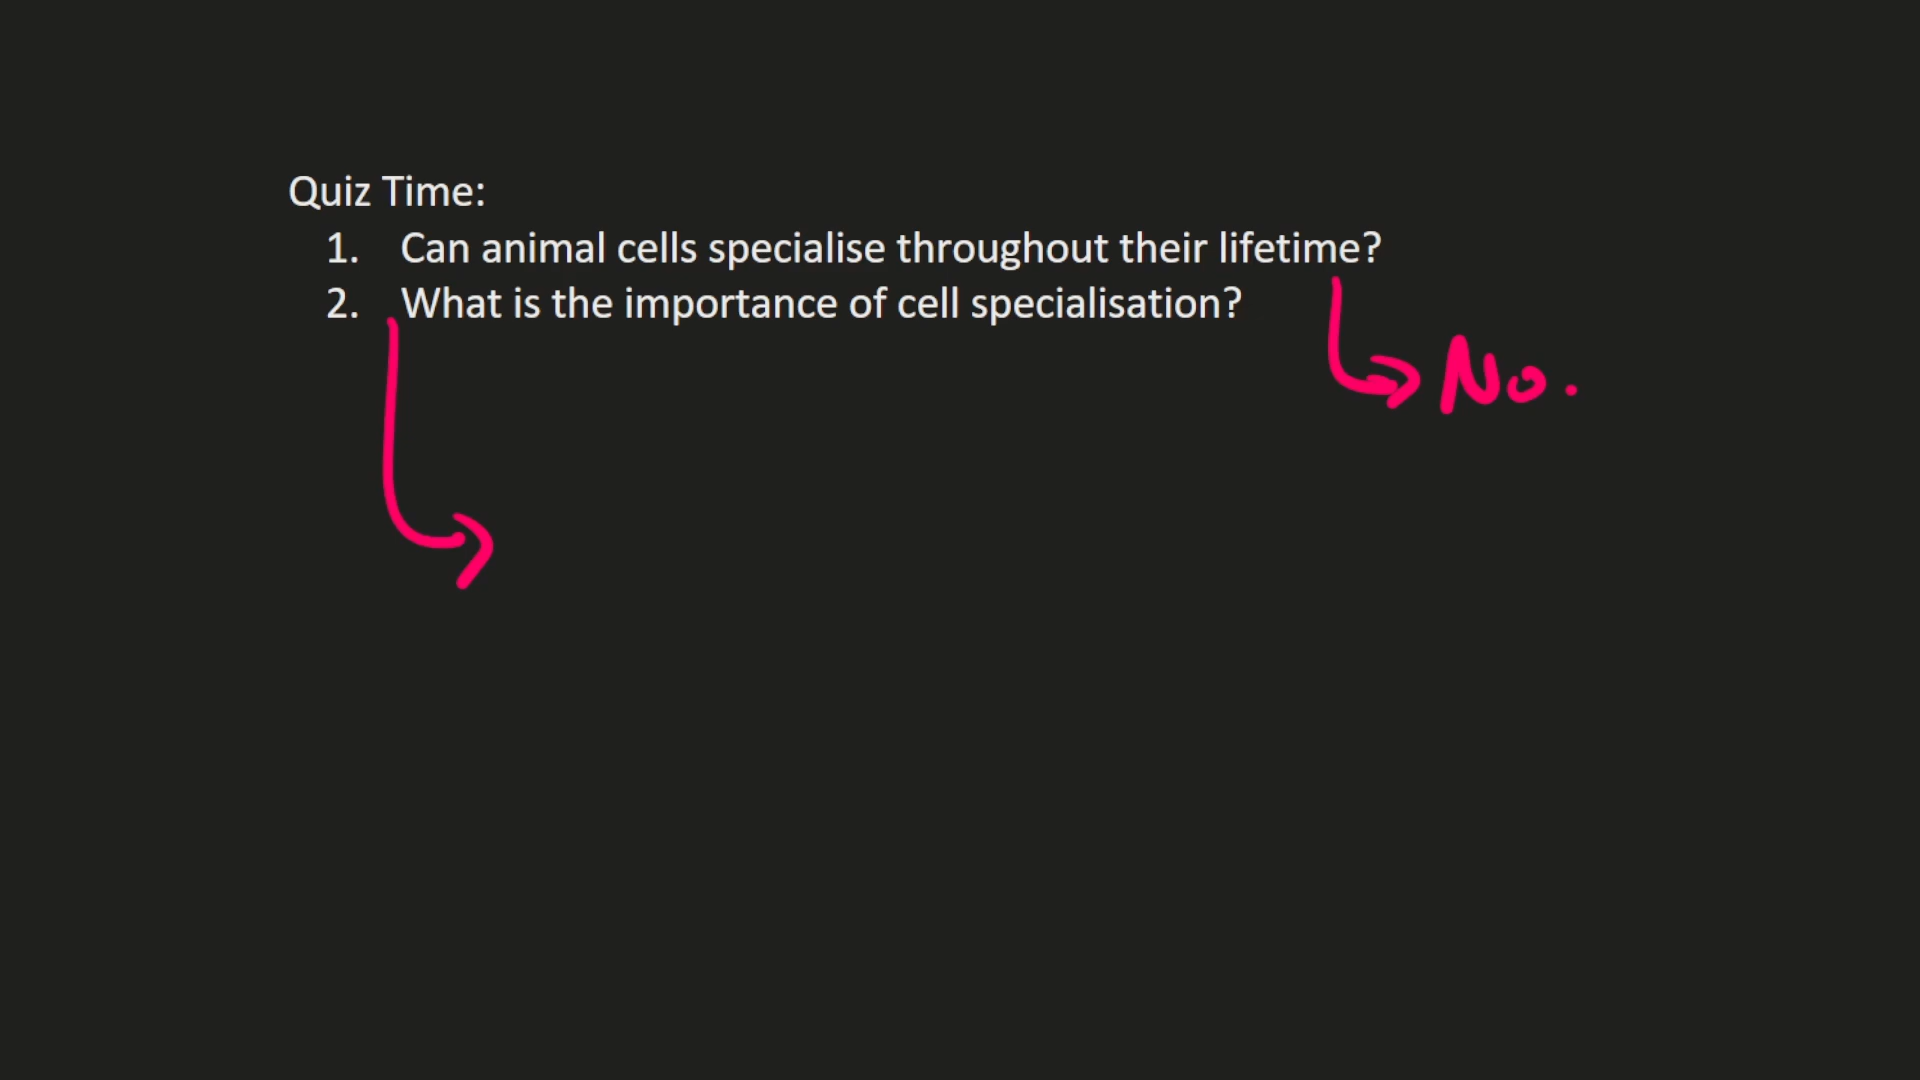 Quiz Time:
1. Can animal cells specialise throughout their lifetime?
2. What is the importance of cell specialisation?
No.